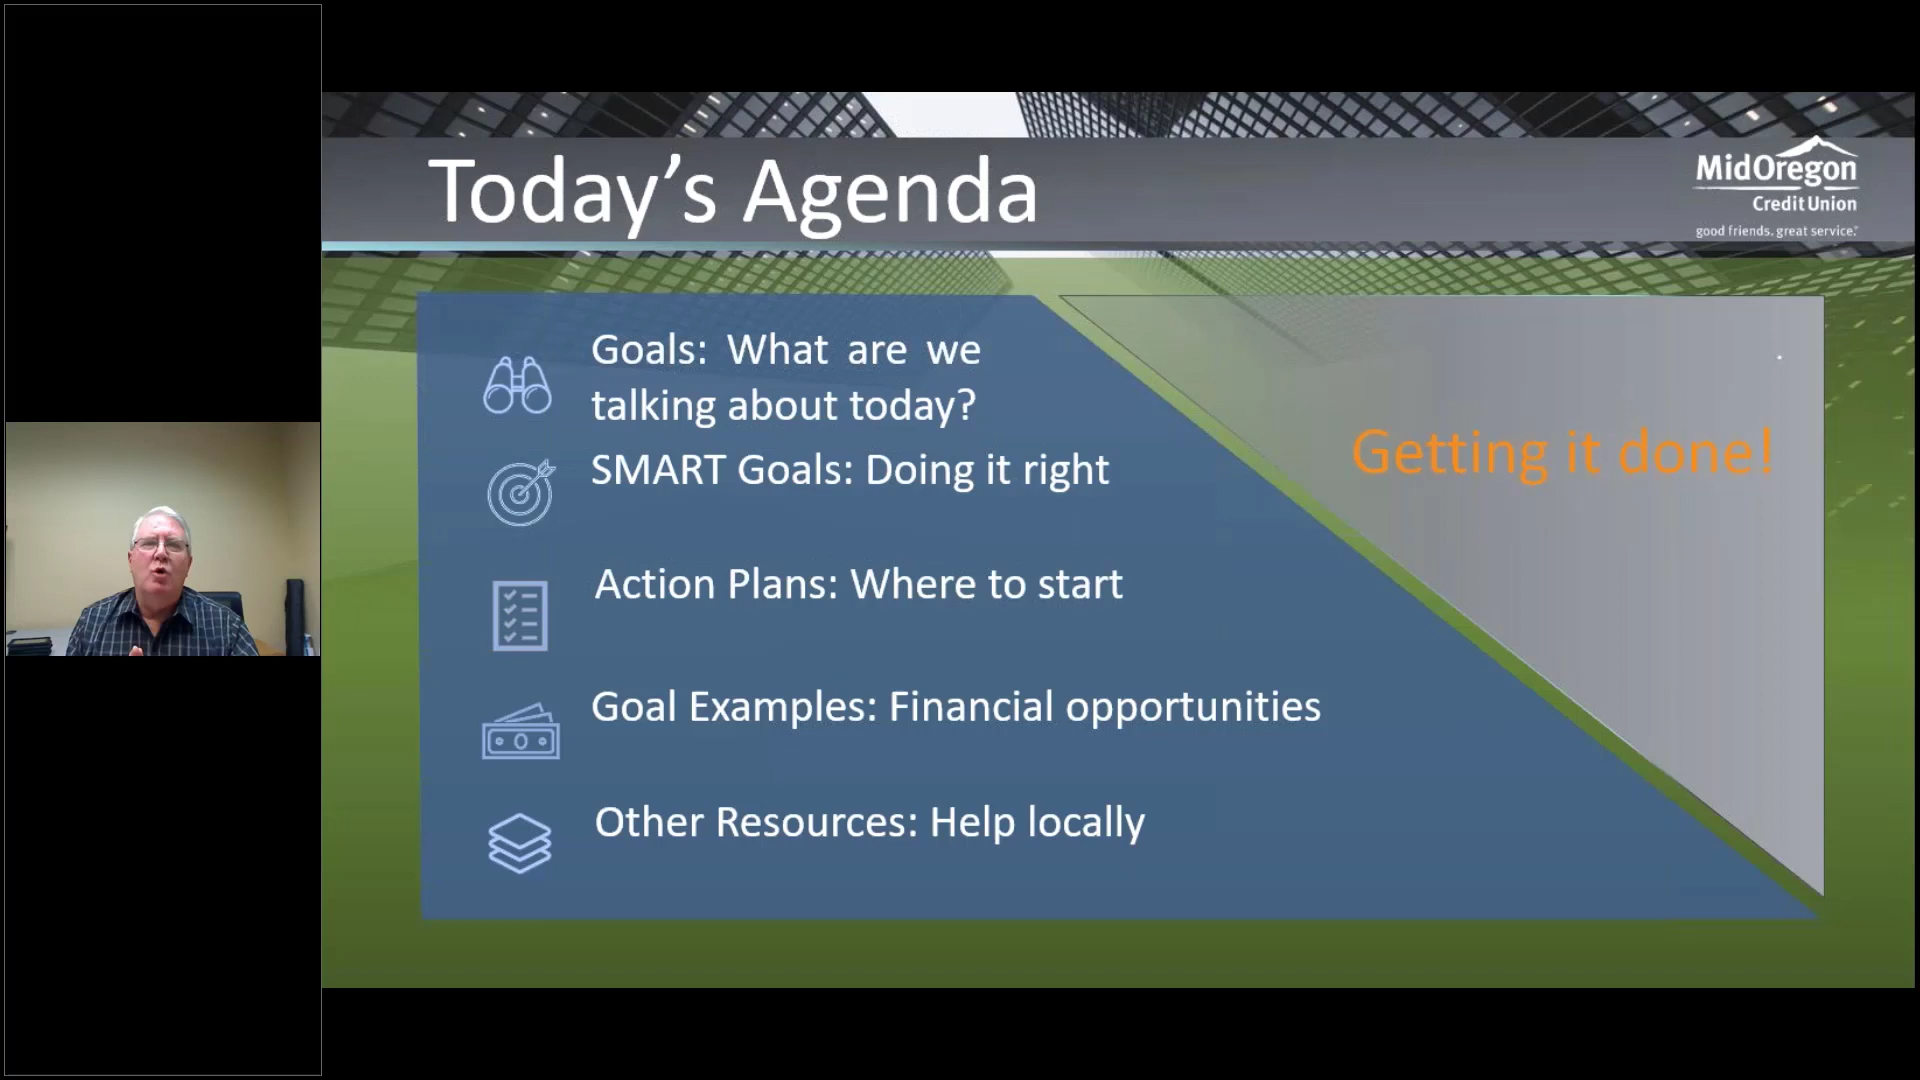 Today's Agenda
MidOregon
Credit Union
good friends. great service.
Goals: What are we
talking about today?
SMART Goals: Doing it right
Action Plans: Where to start
Goal Examples: Financial opportunities
Other Resources: Help locally
Getting it done!